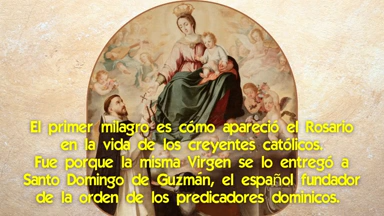 El primer milagro es cómo apareció el Rosario
en la vida de los creyentes católicos.
Fue porque la misma Virgen se lo entregó a
Santo Domingo de Guzmán, el español fundador
de la orden de los predicadores dominicos.